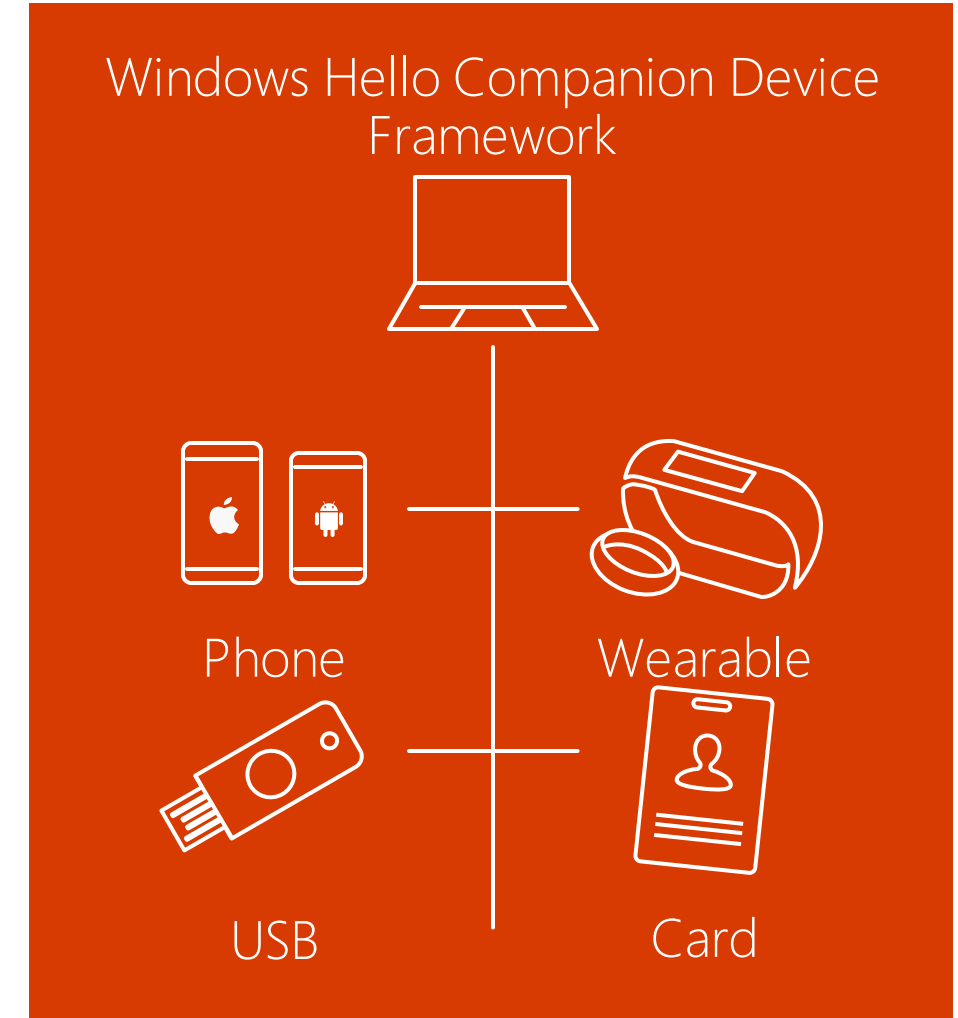 Windows Hello Companion Device
Framework
Phone
Wearable
USB
Card